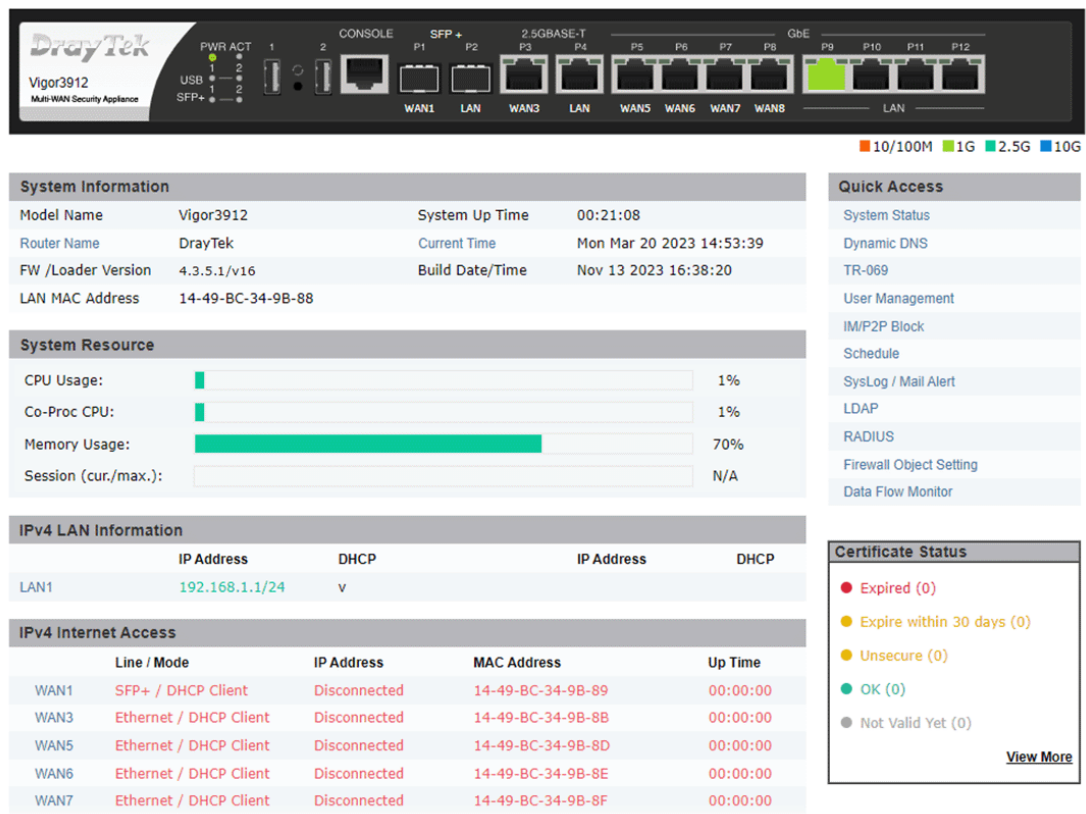 DrayTek
Vigor3912
Multi-WAN Security Appliance
PWR ACT
1 2
USB
1 2
SFP+
1 2
CONSOLE
SFP +
2.5GBASE-T
GbE
P1 P2 P3 P4 P5 P6 P7 P8 P9 P10 P11 P12
WAN1 LAN WAN3 LAN WAN5 WAN6 WAN7 WAN8 LAN
10/100M 1G 2.5G 10G
System Information
Model Name Vigor3912 System Up Time 00:21:08
Router Name DrayTek Current Time Mon Mar 20 2023 14:53:39
FW /Loader Version 4.3.5.1/v16 Build Date/Time Nov 13 2023 16:38:20
LAN MAC Address 14-49-BC-34-9B-88
System Resource
CPU Usage: 1%
Co-Proc CPU: 1%
Memory Usage: 70%
Session (cur./max.): N/A
IPv4 LAN Information
IP Address DHCP IP Address DHCP
LAN1 192.168.1.1/24 v
IPv4 Internet Access
Line / Mode IP Address MAC Address Up Time
WAN1 SFP+ / DHCP Client Disconnected 14-49-BC-34-9B-89 00:00:00
WAN3 Ethernet / DHCP Client Disconnected 14-49-BC-34-9B-8B 00:00:00
WAN5 Ethernet / DHCP Client Disconnected 14-49-BC-34-9B-8D 00:00:00
WAN6 Ethernet / DHCP Client Disconnected 14-49-BC-34-9B-8E 00:00:00
WAN7 Ethernet / DHCP Client Disconnected 14-49-BC-34-9B-8F 00:00:00
Quick Access
System Status
Dynamic DNS
TR-069
User Management
IM/P2P Block
Schedule
SysLog / Mail Alert
LDAP
RADIUS
Firewall Object Setting
Data Flow Monitor
Certificate Status
Expired (0)
Expire within 30 days (0)
Unsecure (0)
OK (0)
Not Valid Yet (0)
View More